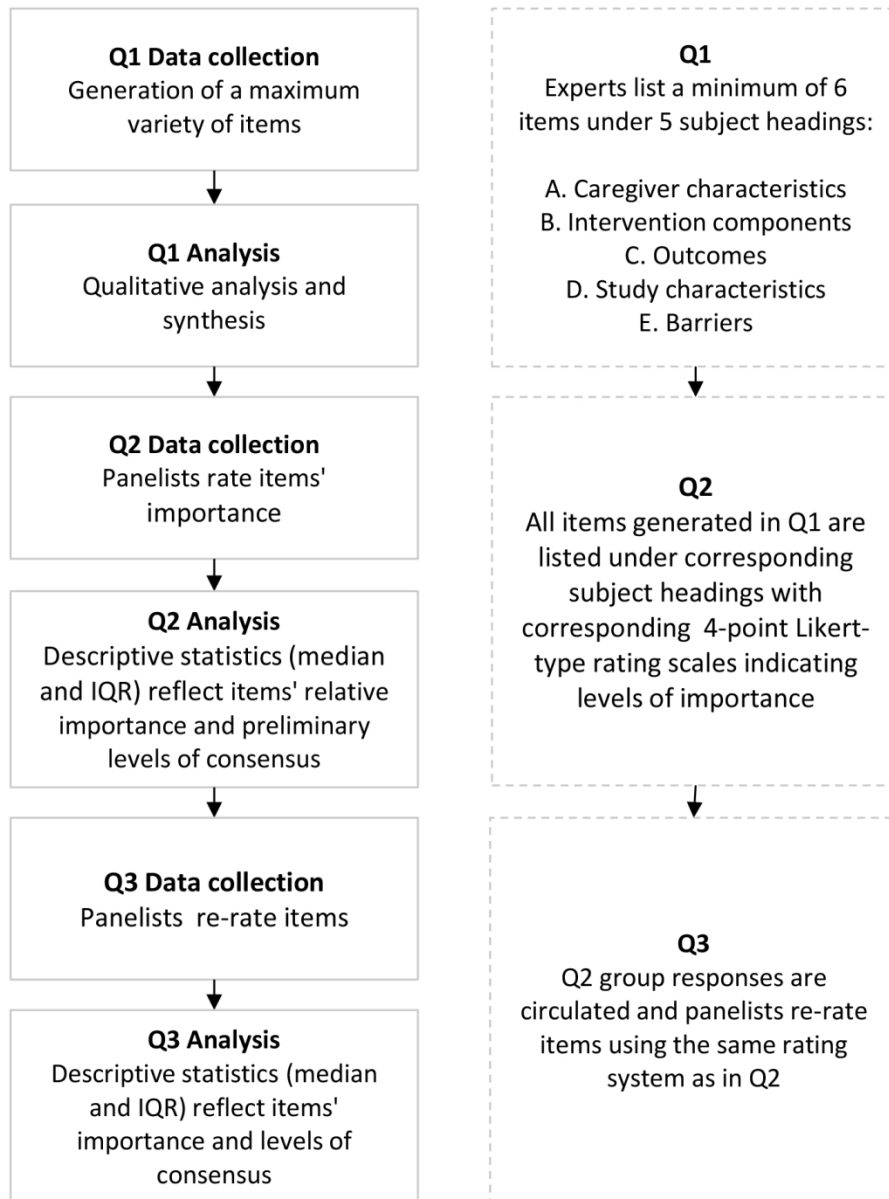 Q1 Data collection
Generation of a maximum
variety of items
Q1 Analysis
Qualitative analysis and
synthesis
Q2 Data collection
Panelists rate items'
importance
Q2 Analysis
Descriptive statistics (median
and IQR) reflect items' relative
importance and preliminary
levels of consensus
Q3 Data collection
Panelists re-rate items
Q3 Analysis
Descriptive statistics (median
and IQR) reflect items'
importance and levels of
consensus
Q1
Experts list a minimum of 6
items under 5 subject headings:
A. Caregiver characteristics
B. Intervention components
C. Outcomes
D. Study characteristics
E. Barriers
Q2
All items generated in Q1 are
listed under corresponding
subject headings with
corresponding 4-point Likert-
type rating scales indicating
levels of importance
Q3
Q2 group responses are
circulated and panelists re-rate
items using the same rating
system as in Q2